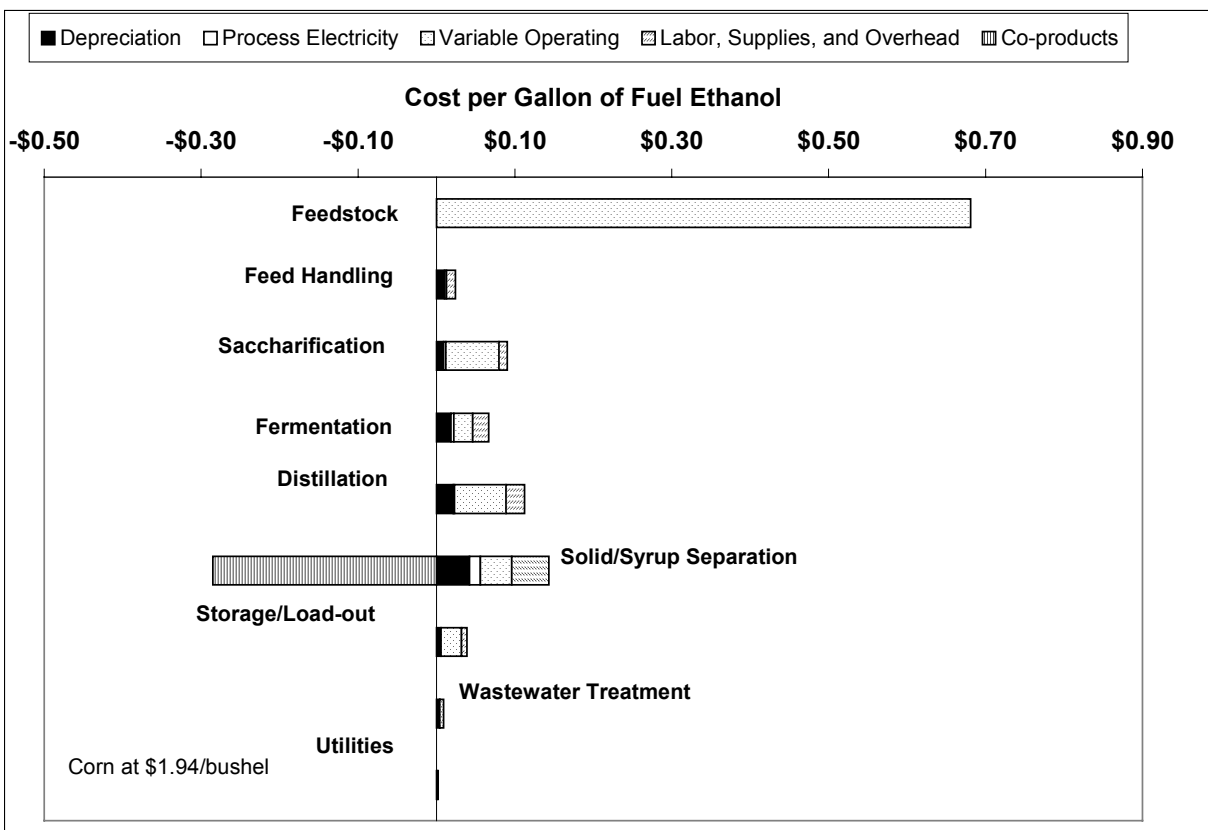 Depreciation Process Electricity Variable Operating Labor, Supplies, and Overhead Co-products
Cost per Gallon of Fuel Ethanol
-$0.50 -$0.30 -$0.10 $0.10 $0.30 $0.50 $0.70 $0.90
Feedstock
Feed Handling
Saccharification
Fermentation
Distillation
Solid/Syrup Separation
Storage/Load-out
Wastewater Treatment
Utilities
Corn at $1.94/bushel